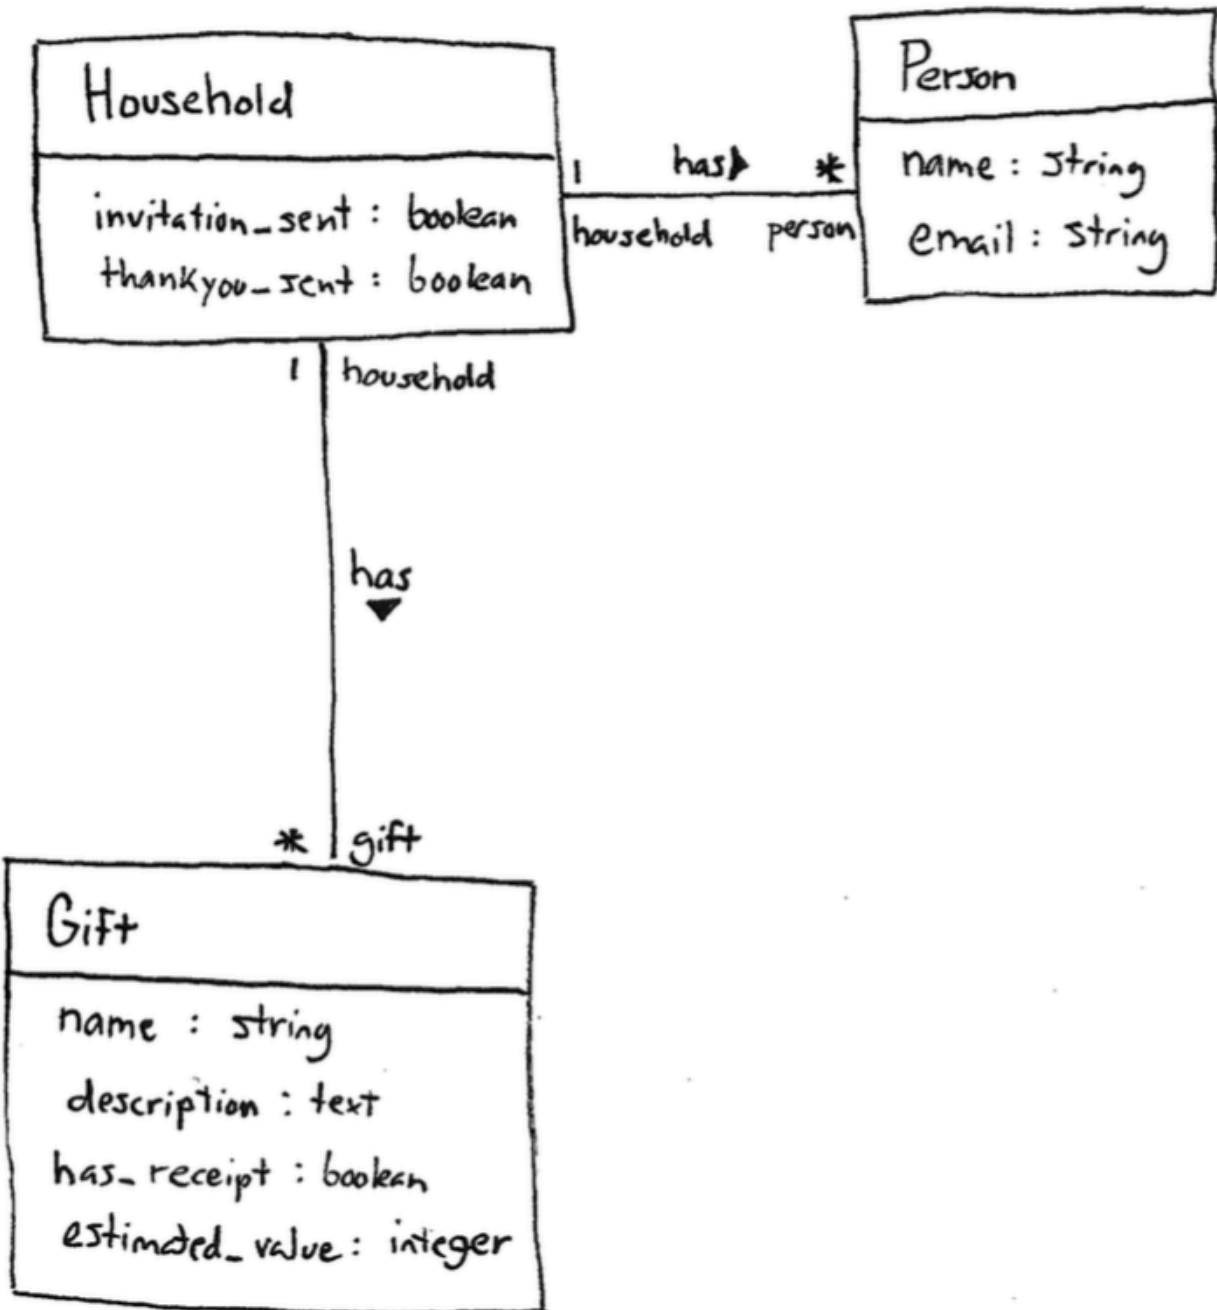 Household
invitation_sent : boolean
thankyou_sent : boolean
Person
name : string
email : string
1 has ▶ *
household person
1 household
has
▼
* gift
Gift
name : string
description : text
has_receipt : boolean
estimated_value : integer